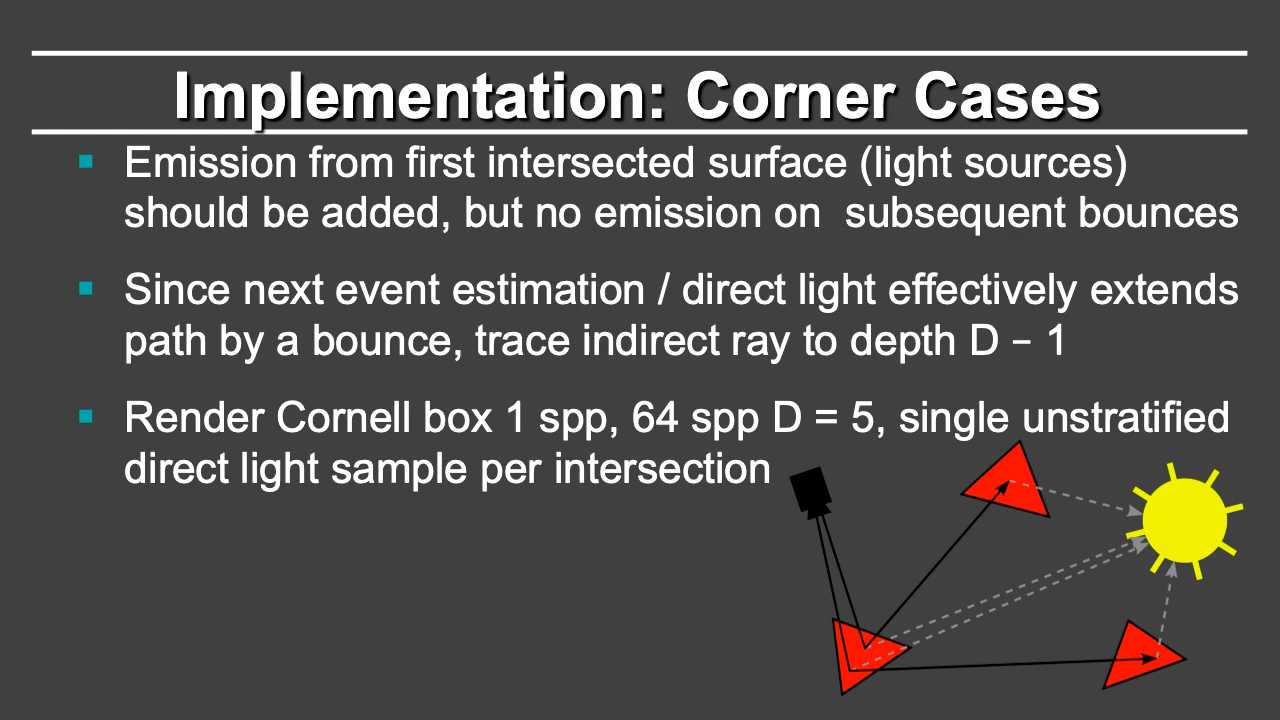 Implementation: Corner Cases
Emission from first intersected surface (light sources)
should be added, but no emission on  subsequent bounces
Since next event estimation / direct light effectively extends
path by a bounce, trace indirect ray to depth D − 1
Render Cornell box 1 spp, 64 spp D = 5, single unstratified
direct light sample per intersection